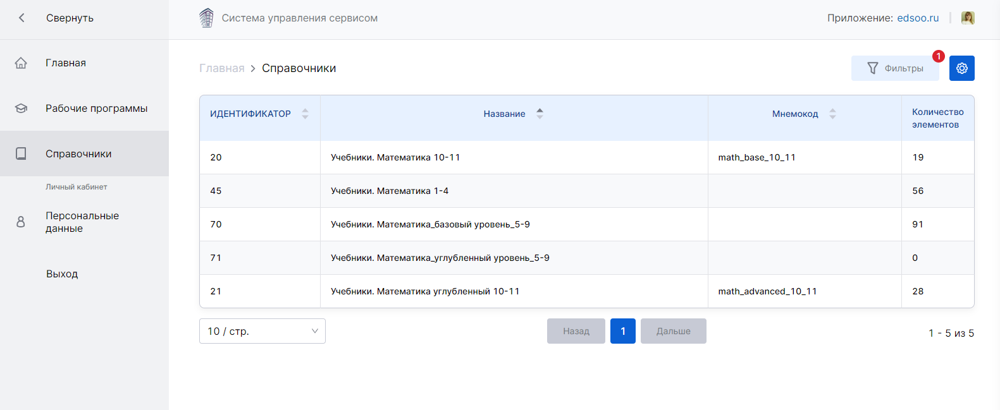 Свернуть
Система управления сервисом
Приложение: edsoo.ru
Главная
Рабочие программы
Справочники
Личный кабинет
Персональные
данные
Выход
Главная > Справочники
Фильтры
1
ИДЕНТИФИКАТОР
Название
Мнемокод
Количество
элементов
20 Учебники. Математика 10-11 math_base_10_11 19
45 Учебники. Математика 1-4 56
70 Учебники. Математика_базовый уровень_5-9 91
71 Учебники. Математика_углубленный уровень_5-9 0
21 Учебники. Математика углубленный 10-11 math_advanced_10_11 28
10 / стр.
Назад
1
Дальше
1 - 5 из 5